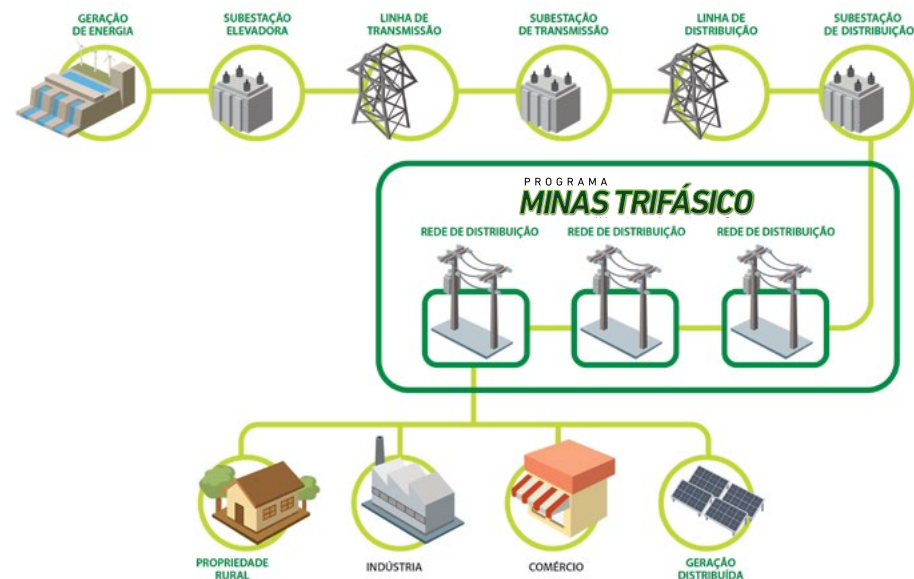 GERAÇÃO
DE ENERGIA
SUBESTAÇÃO
ELEVADORA
LINHA DE
TRANSMISSÃO
SUBESTAÇÃO
DE TRANSMISSÃO
LINHA DE
DISTRIBUIÇÃO
SUBESTAÇÃO
DE DISTRIBUIÇÃO
PROGRAMA
MINAS TRIFÁSICO
REDE DE DISTRIBUIÇÃO
REDE DE DISTRIBUIÇÃO
REDE DE DISTRIBUIÇÃO
PROPRIEDADE
RURAL
INDÚSTRIA
COMÉRCIO
GERAÇÃO
DISTRIBUÍDA